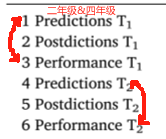 二年级&四年级
1 Predictions T₁
2 Postdictions T₁
3 Performance T₁
4 Predictions T₂
5 Postdictions T₂
6 Performance T₂